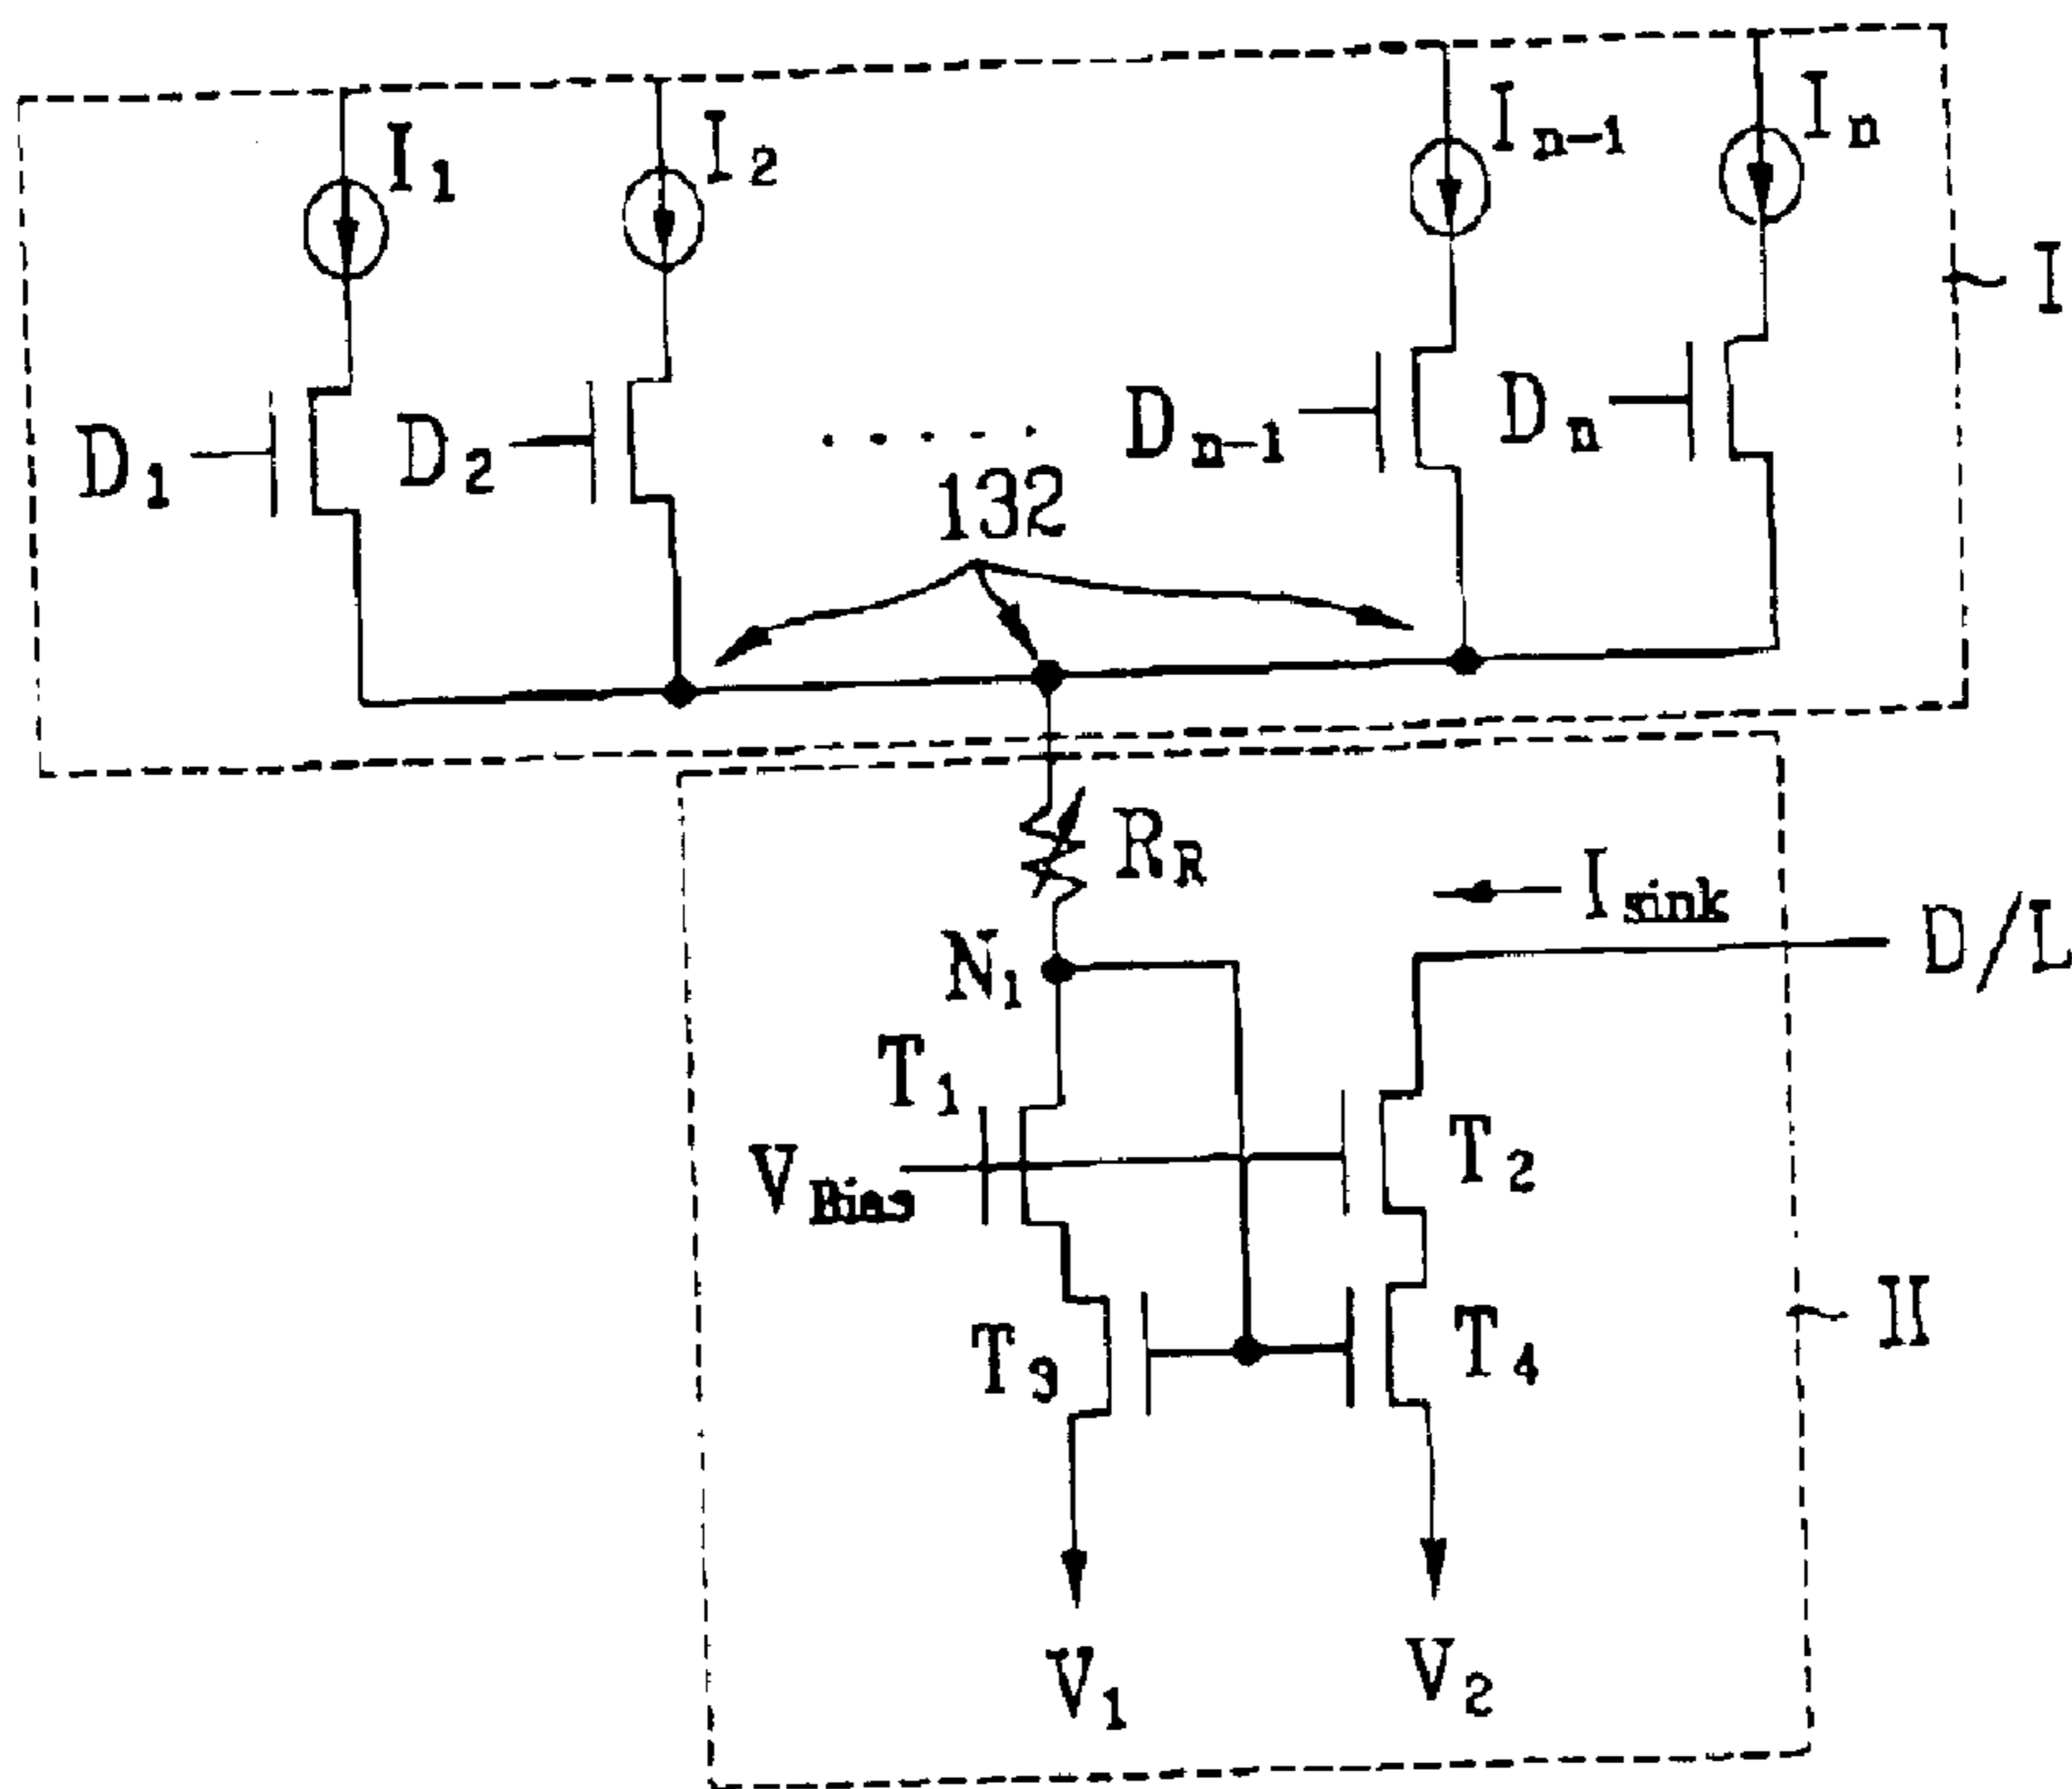 I1
I2
In-1
In
I
D1
D2
Dn-1
Dn
132
RR
Isink
D/L
N1
T1
VBias
T2
T3
T4
II
V1
V2